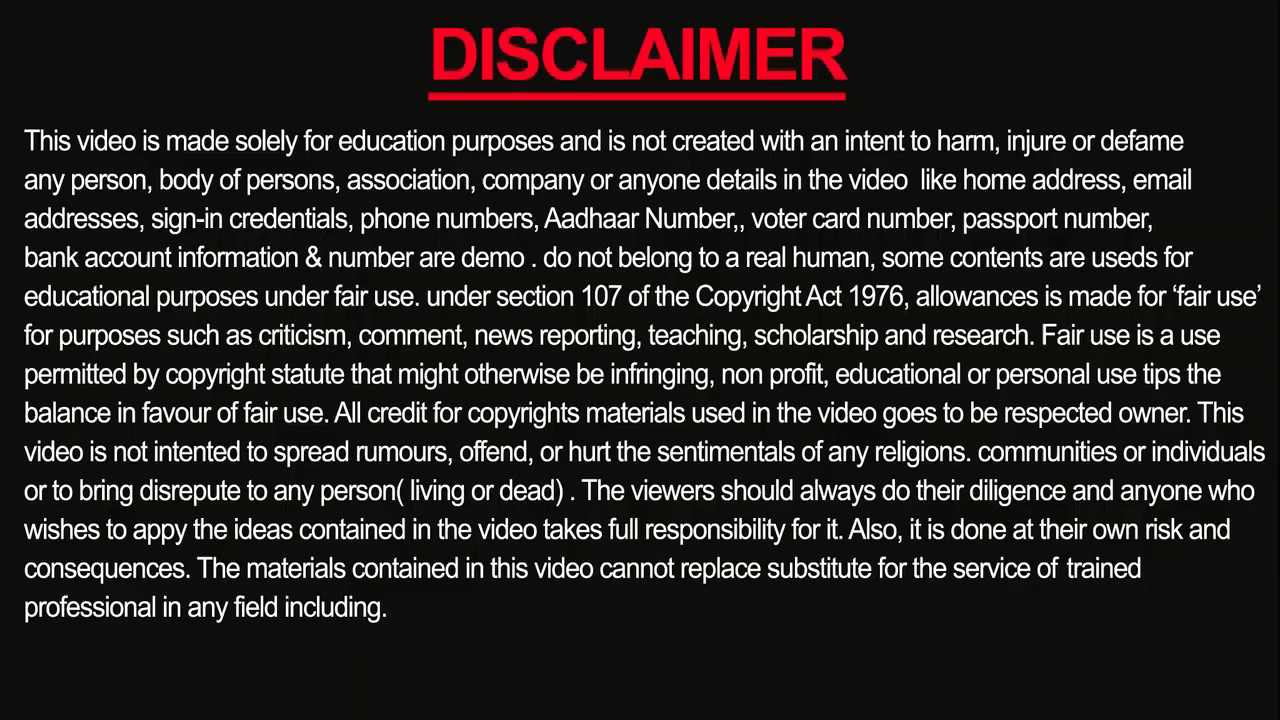 DISCLAIMER
This video is made solely for education purposes and is not created with an intent to harm, injure or defame
any person, body of persons, association, company or anyone details in the video like home address, email
addresses, sign-in credentials, phone numbers, Aadhaar Number,, voter card number, passport number,
bank account information & number are demo . do not belong to a real human, some contents are useds for
educational purposes under fair use. under section 107 of the Copyright Act 1976, allowances is made for ‘fair use’
for purposes such as criticism, comment, news reporting, teaching, scholarship and research. Fair use is a use
permitted by copyright statute that might otherwise be infringing, non profit, educational or personal use tips the
balance in favour of fair use. All credit for copyrights materials used in the video goes to be respected owner. This
video is not intented to spread rumours, offend, or hurt the sentimentals of any religions. communities or individuals
or to bring disrepute to any person( living or dead) . The viewers should always do their diligence and anyone who
wishes to appy the ideas contained in the video takes full responsibility for it. Also, it is done at their own risk and
consequences. The materials contained in this video cannot replace substitute for the service of trained
professional in any field including.